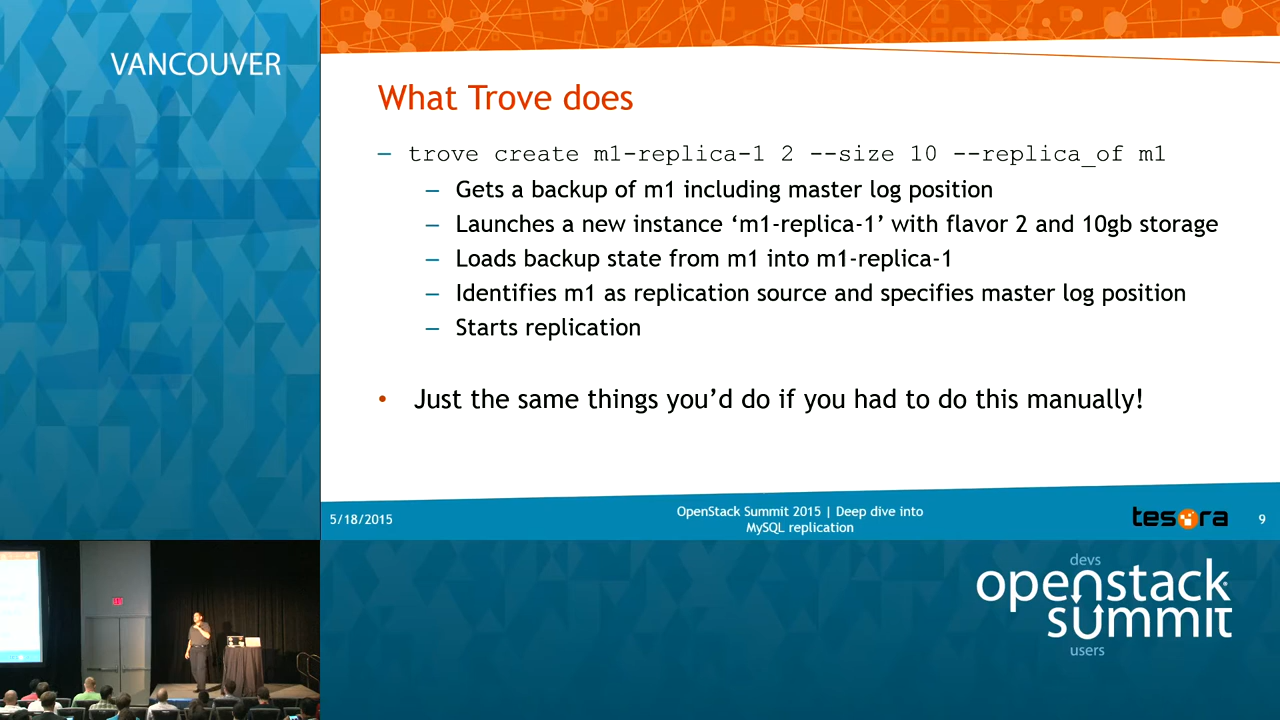 VANCOUVER
What Trove does
– trove create m1-replica-1 2 --size 10 --replica_of m1
– Gets a backup of m1 including master log position
– Launches a new instance ‘m1-replica-1’ with flavor 2 and 10gb storage
– Loads backup state from m1 into m1-replica-1
– Identifies m1 as replication source and specifies master log position
– Starts replication
• Just the same things you’d do if you had to do this manually!
5/18/2015
OpenStack Summit 2015 | Deep dive into
MySQL replication
tesora
9
devs
openstack
summit
users